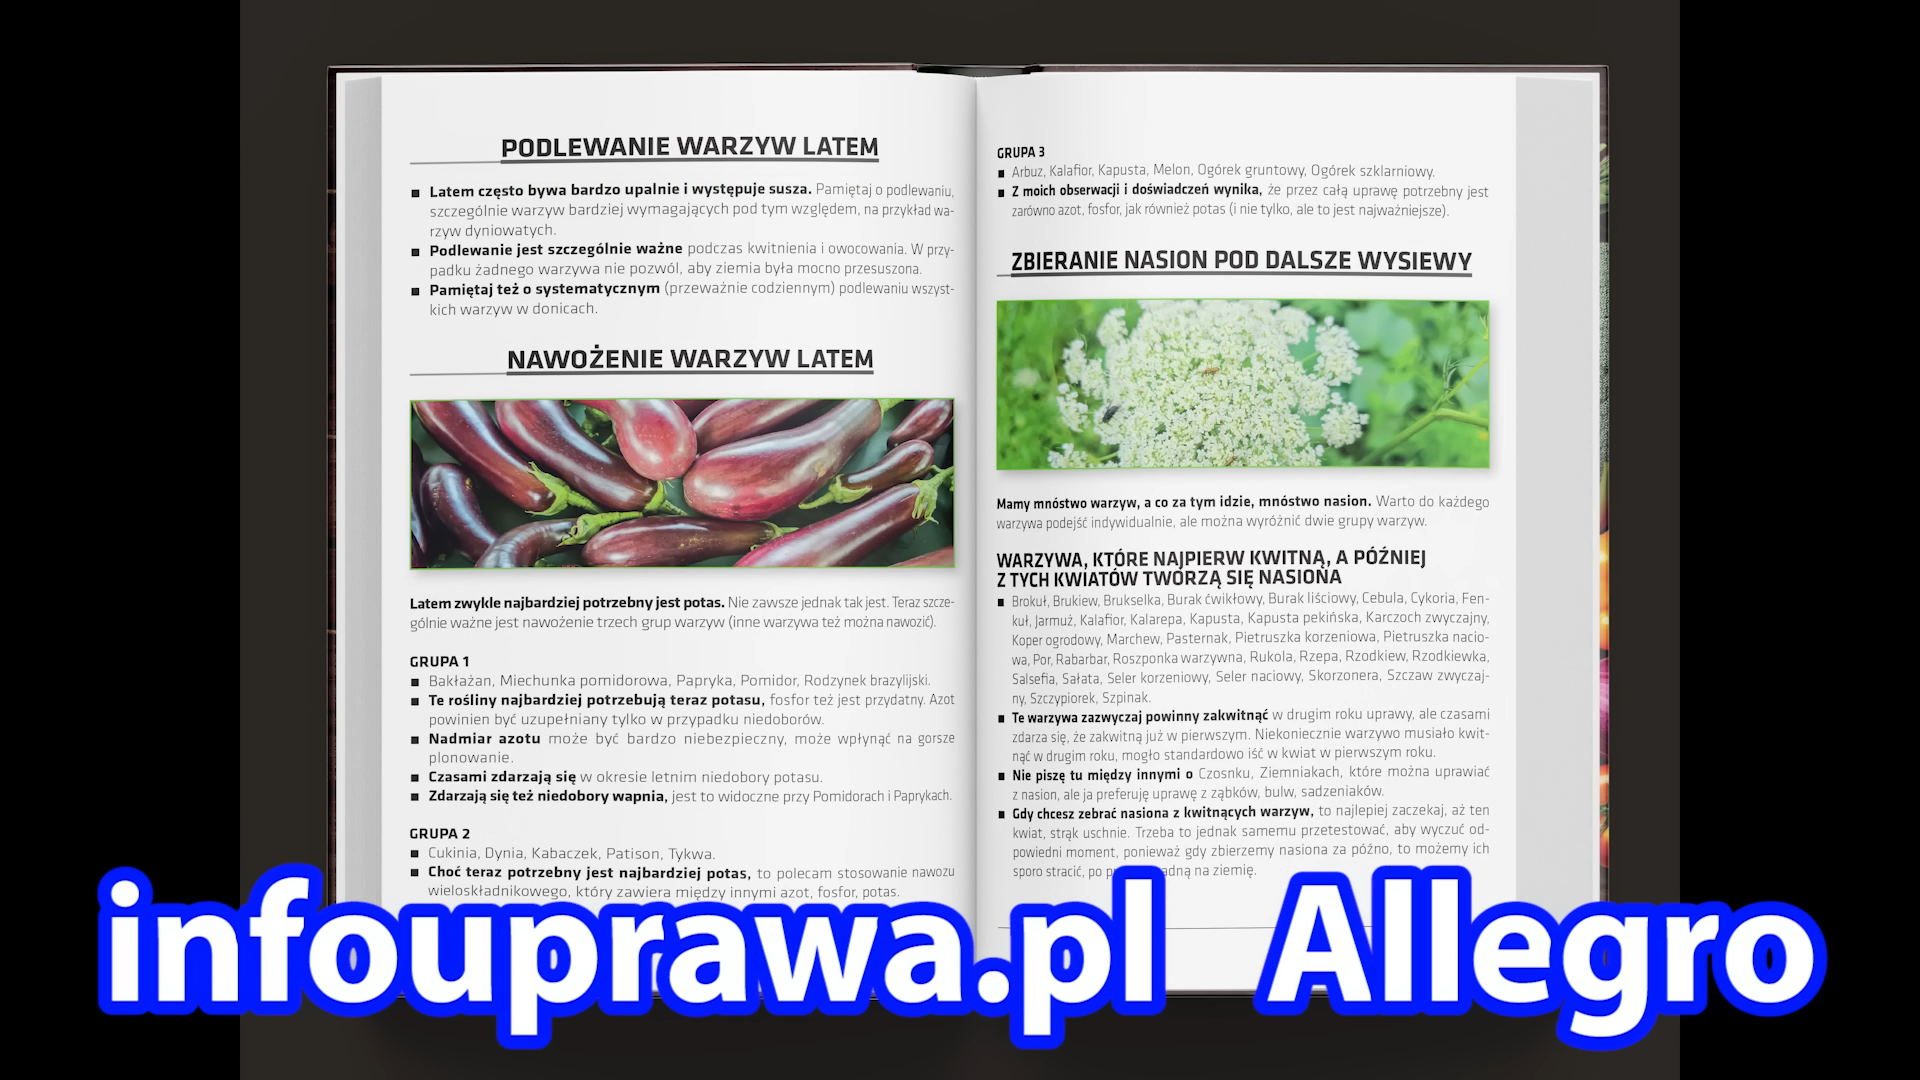 PODLEWANIE WARZYW LATEM
■ Latem często bywa bardzo upalnie i występuje susza. Pamiętaj o podlewaniu,
szczególnie warzyw bardziej wymagających pod tym względem, na przykład wa-
rzyw dyniowatych.
■ Podlewanie jest szczególnie ważne podczas kwitnienia i owocowania. W przy-
padku żadnego warzywa nie pozwól, aby ziemia była mocno przesuszona.
■ Pamiętaj też o systematycznym (przeważnie codziennym) podlewaniu wszyst-
kich warzyw w donicach.
NAWOŻENIE WARZYW LATEM
Latem zwykle najbardziej potrzebny jest potas. Nie zawsze jednak tak jest. Teraz szcze-
gólnie ważne jest nawożenie trzech grup warzyw (inne warzywa też można nawozić).
GRUPA 1
■ Bakłażan, Miechunka pomidorowa, Papryka, Pomidor, Rodzynek brazylijski.
■ Te rośliny najbardziej potrzebują teraz potasu, fosfor też jest przydatny. Azot
powinien być uzupełniany tylko w przypadku niedoborów.
■ Nadmiar azotu może być bardzo niebezpieczny, może wpłynąć na gorsze
plonowanie.
■ Czasami zdarzają się w okresie letnim niedobory potasu.
■ Zdarzają się też niedobory wapnia, jest to widoczne przy Pomidorach i Paprykach.
GRUPA 2
■ Cukinia, Dynia, Kabaczek, Patison, Tykwa.
■ Choć teraz potrzebny jest najbardziej potas, to polecam stosowanie nawozu
wieloskładnikowego, który zawiera między innymi azot, fosfor, potas.
GRUPA 3
■ Arbuz, Kalafior, Kapusta, Melon, Ogórek gruntowy, Ogórek szklarniowy.
■ Z moich obserwacji i doświadczeń wynika, że przez całą uprawę potrzebny jest
zarówno azot, fosfor, jak również potas (i nie tylko, ale to jest najważniejsze).
ZBIERANIE NASION POD DALSZE WYSIEWY
Mamy mnóstwo warzyw, a co za tym idzie, mnóstwo nasion. Warto do każdego
warzywa podejść indywidualnie, ale można wyróżnić dwie grupy warzyw.
WARZYWA, KTÓRE NAJPIERW KWITNĄ, A PÓŹNIEJ
Z TYCH KWIATÓW TWORZĄ SIĘ NASIONA
■ Brokuł, Brukiew, Brukselka, Burak ćwikłowy, Burak liściowy, Cebula, Cykoria, Fen-
kuł, Jarmuż, Kalafior, Kalarepa, Kapusta, Kapusta pekińska, Karczoch zwyczajny,
Koper ogrodowy, Marchew, Pasternak, Pietruszka korzeniowa, Pietruszka nacio-
wa, Por, Rabarbar, Roszponka warzywna, Rukola, Rzepa, Rzodkiew, Rzodkiewka,
Salsefia, Sałata, Seler korzeniowy, Seler naciowy, Skorzonera, Szczaw zwyczaj-
ny, Szczypiorek, Szpinak.
■ Te warzywa zazwyczaj powinny zakwitnąć w drugim roku uprawy, ale czasami
zdarza się, że zakwitną już w pierwszym. Niekoniecznie warzywo musiało kwit-
nąć w drugim roku, mogło standardowo iść w kwiat w pierwszym roku.
■ Nie piszę tu między innymi o Czosnku, Ziemniakach, które można uprawiać
z nasion, ale ja preferuję uprawę z ząbków, bulw, sadzeniaków.
■ Gdy chcesz zebrać nasiona z kwitnących warzyw, to najlepiej zaczekaj, aż ten
kwiat, strąk uschnie. Trzeba to jednak samemu przetestować, aby wyczuć od-
powiedni moment, ponieważ gdy zbierzemy nasiona za późno, to możemy ich
sporo stracić, po na ziemię.
infouprawa.pl Allegro